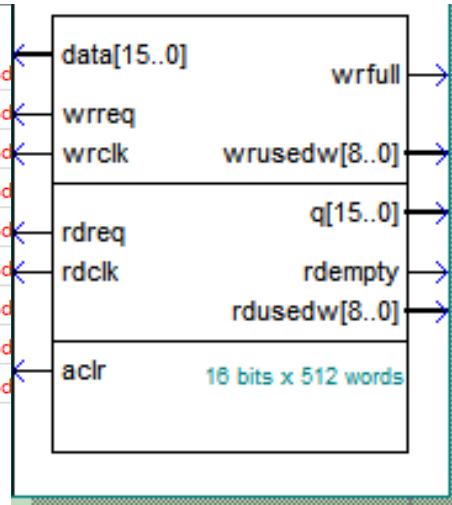 data[15..0]
wrfull
wrreq
wrclk
wrusedw[8..0]
q[15..0]
rdreq
rdclk
rdempty
rdusedw[8..0]
aclr
16 bits x 512 words